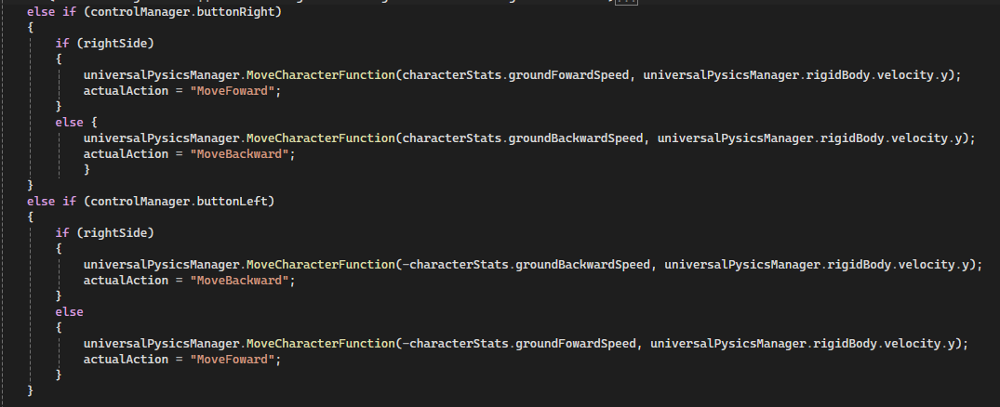 else if (controlManager.buttonRight)
{
if (rightSide)
{
universalPysicsManager.MoveCharacterFunction(characterStats.groundFowardSpeed, universalPysicsManager.rigidBody.velocity.y);
actualAction = "MoveFoward";
}
else {
universalPysicsManager.MoveCharacterFunction(characterStats.groundBackwardSpeed, universalPysicsManager.rigidBody.velocity.y);
actualAction = "MoveBackward";
}
}
else if (controlManager.buttonLeft)
{
if (rightSide)
{
universalPysicsManager.MoveCharacterFunction(-characterStats.groundBackwardSpeed, universalPysicsManager.rigidBody.velocity.y);
actualAction = "MoveBackward";
}
else
{
universalPysicsManager.MoveCharacterFunction(-characterStats.groundFowardSpeed, universalPysicsManager.rigidBody.velocity.y);
actualAction = "MoveFoward";
}
}